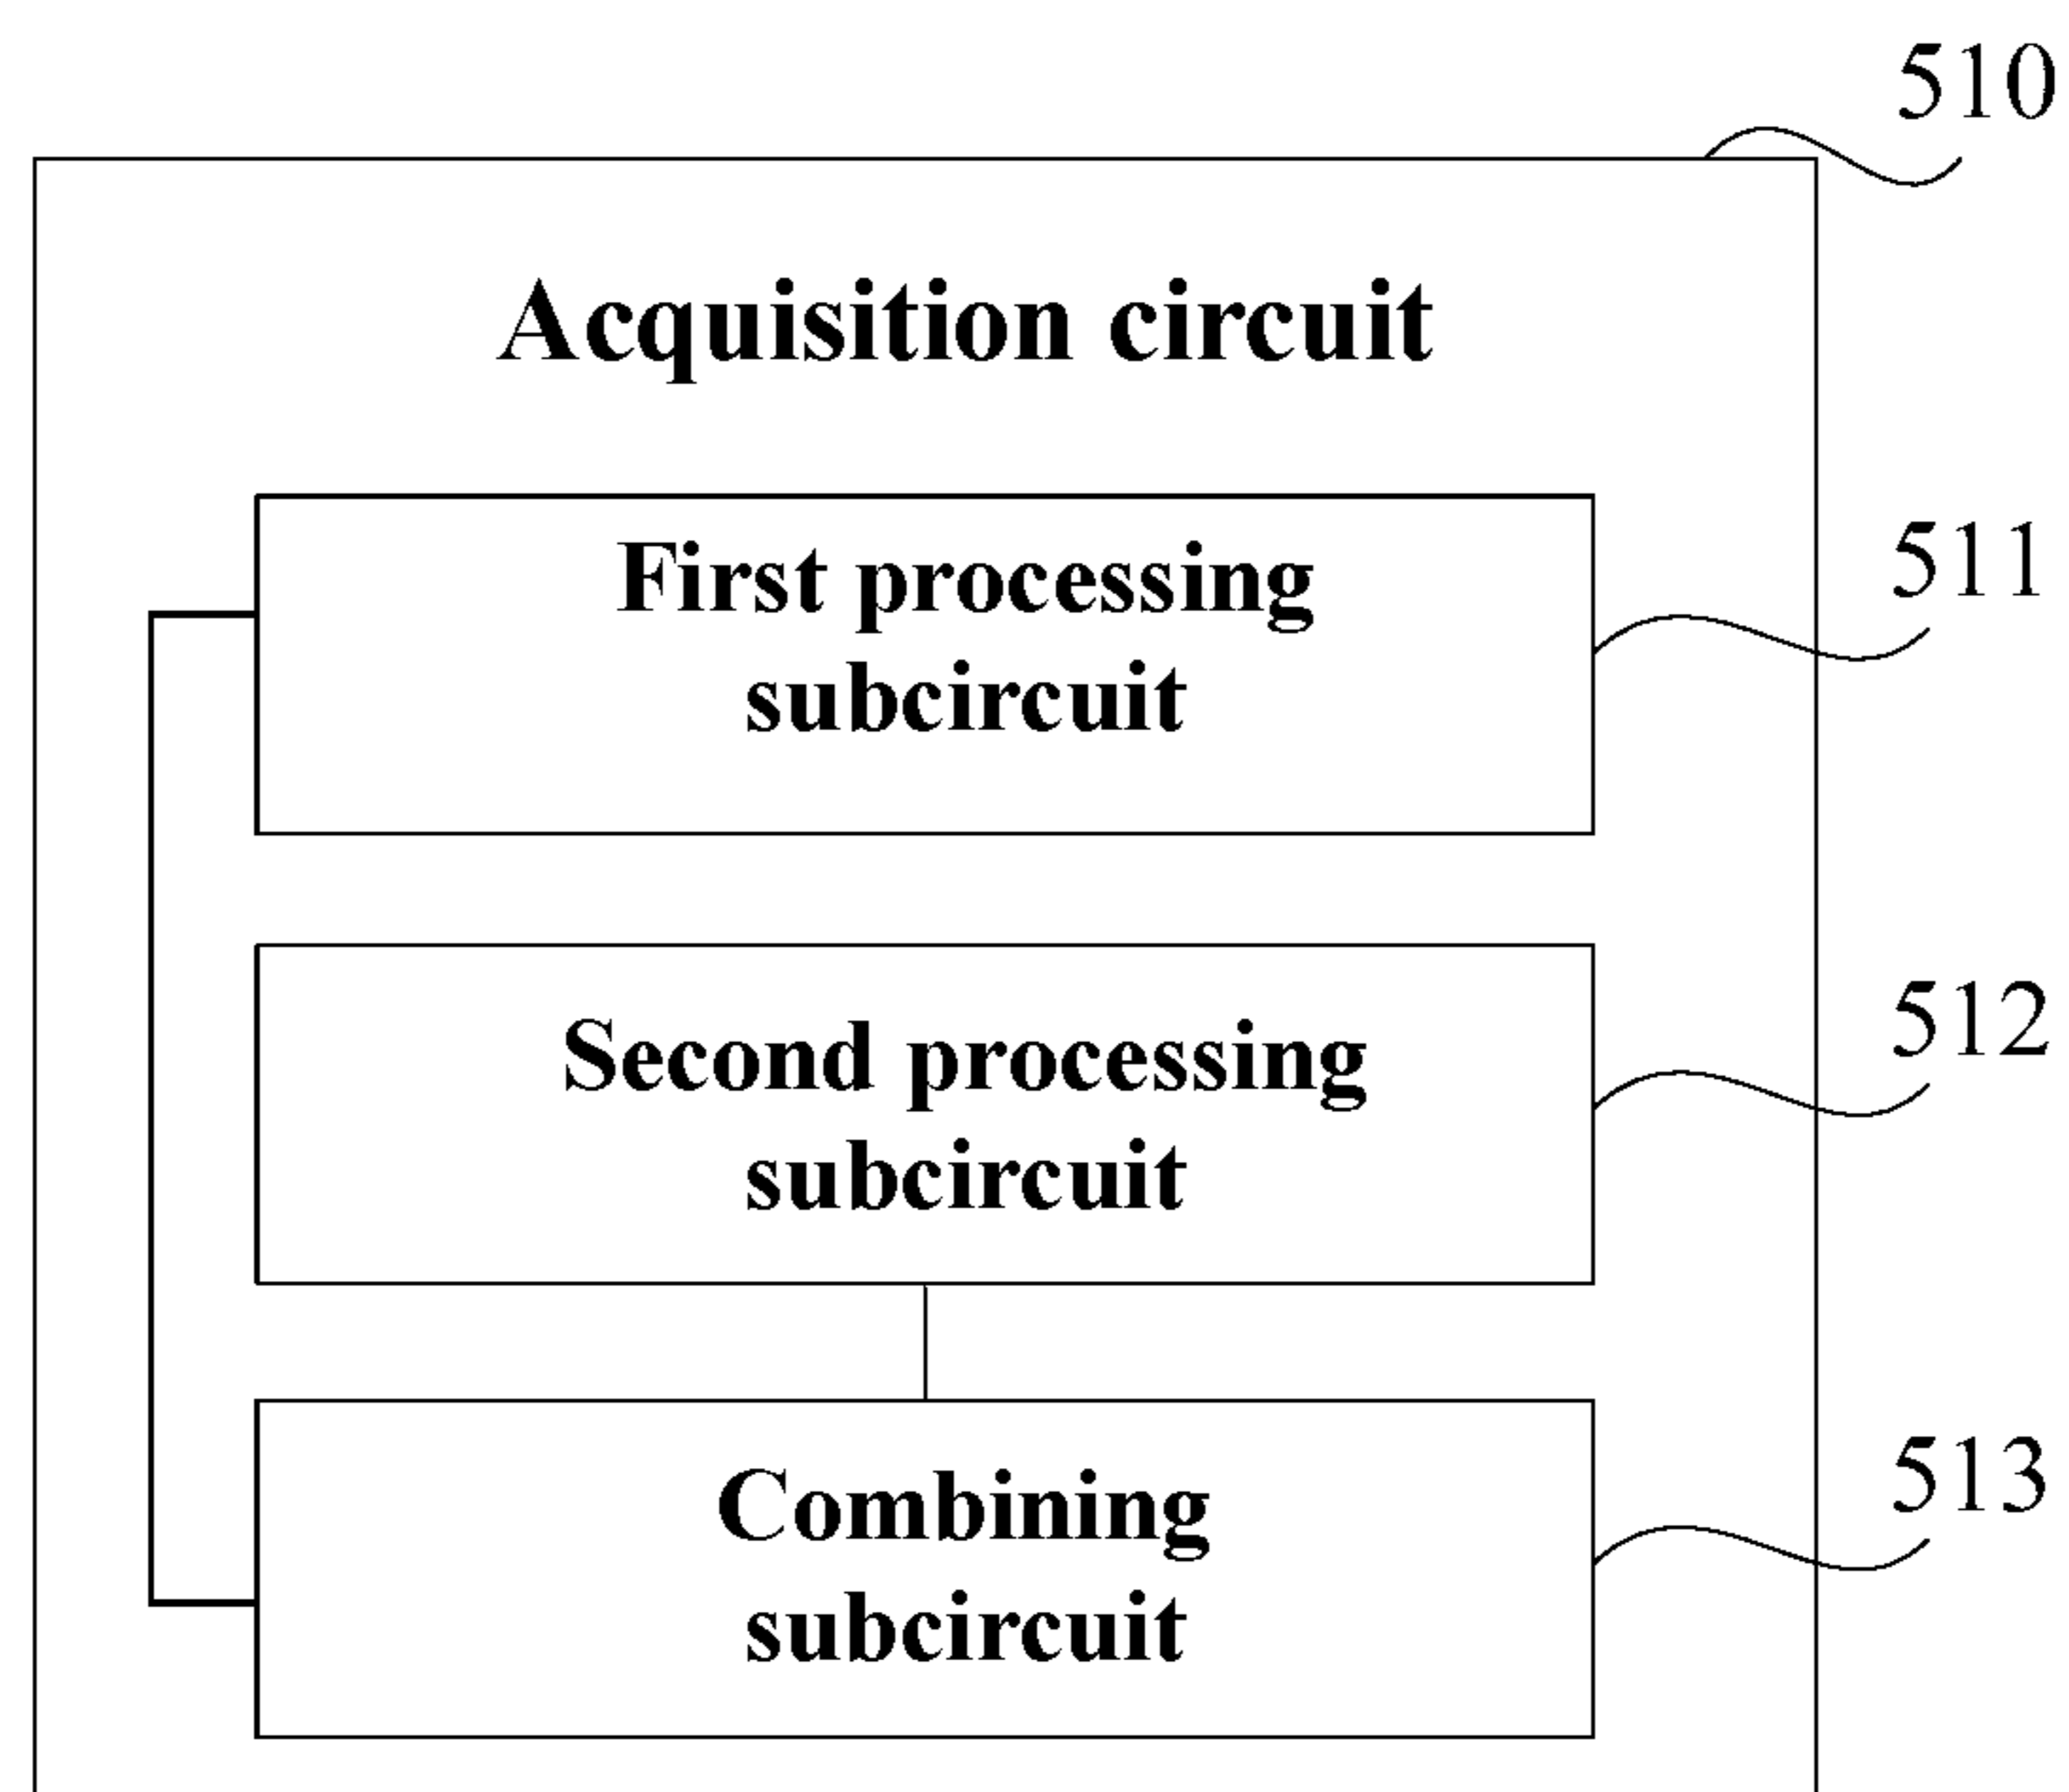 510
Acquisition circuit
First processing
subcircuit
511
Second processing
subcircuit
512
Combining
subcircuit
513